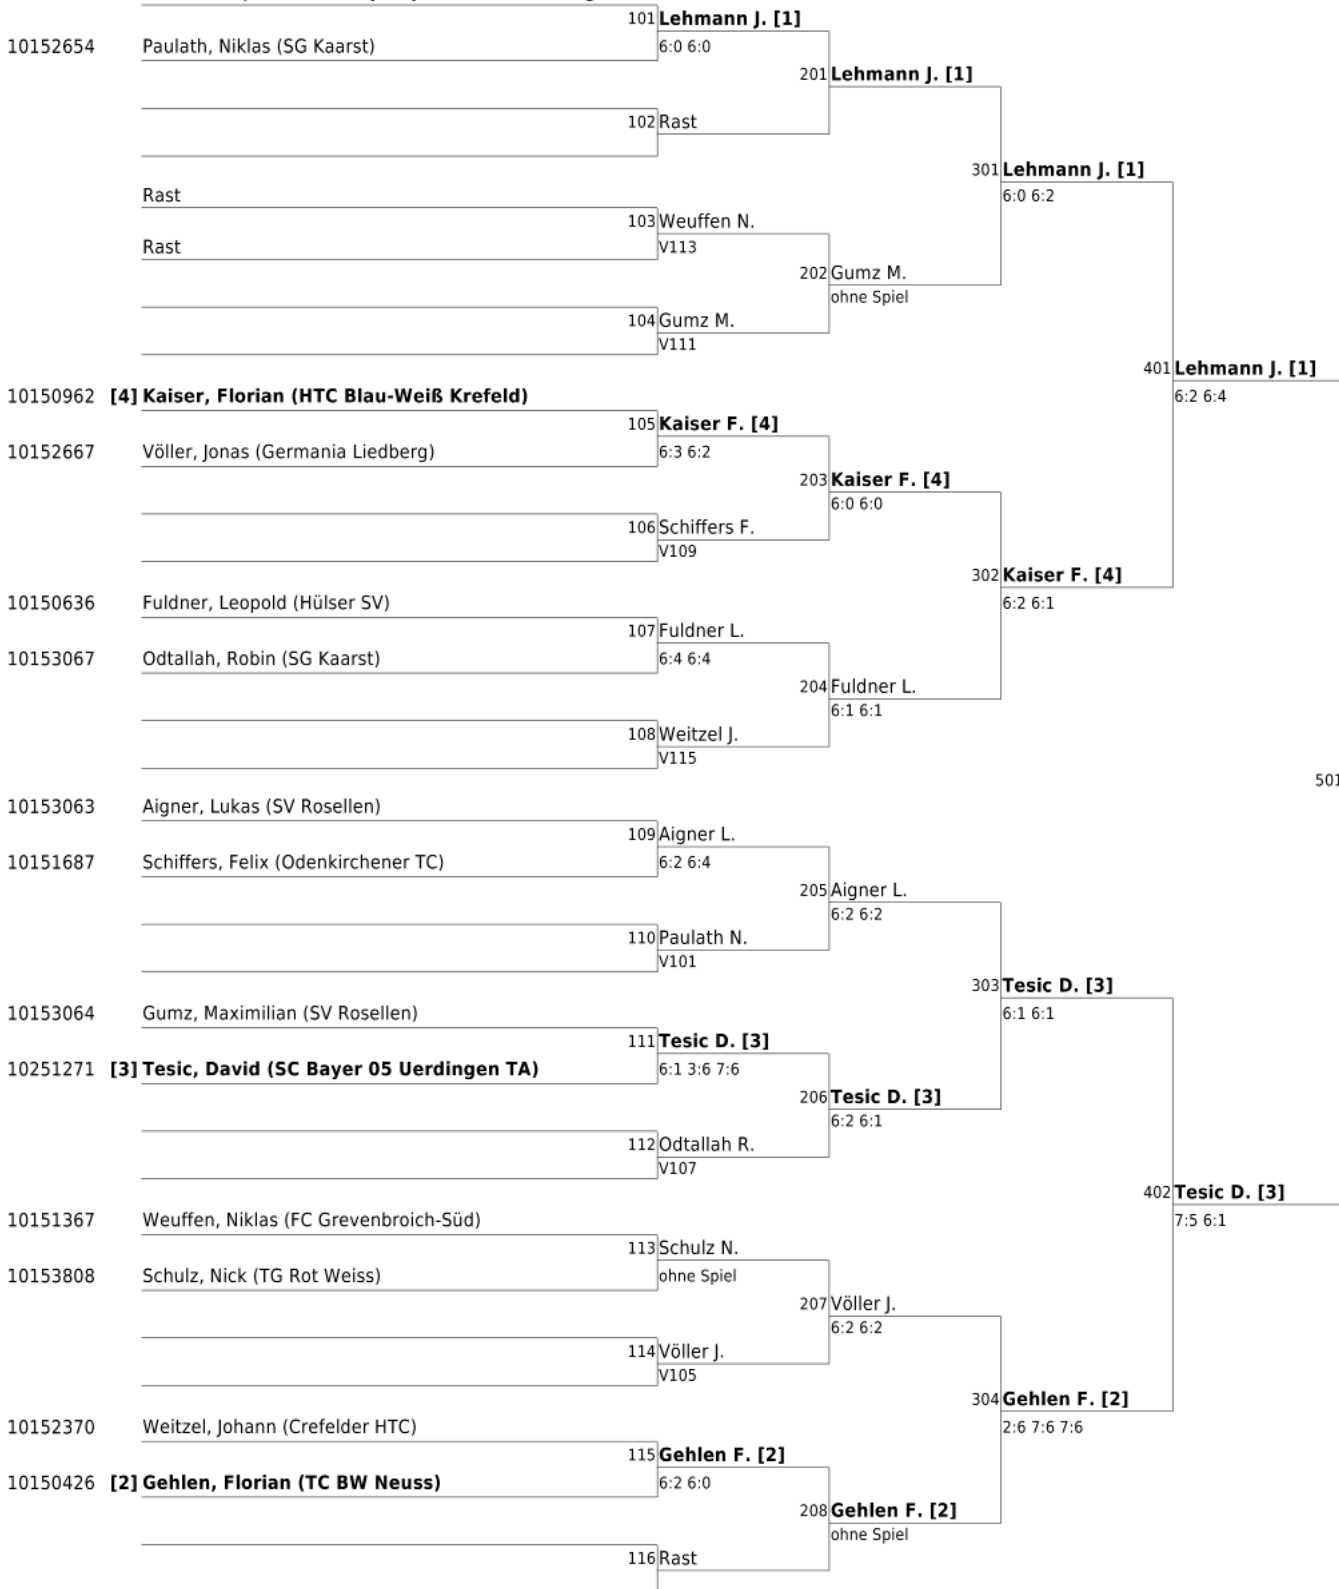 101 Lehmann J. [1]
10152654 Paulath, Niklas (SG Kaarst) 6:0 6:0
201 Lehmann J. [1]
102 Rast
301 Lehmann J. [1]
Rast 6:0 6:2
103 Weuffen N.
Rast V113
202 Gumz M.
ohne Spiel
104 Gumz M.
V111
401 Lehmann J. [1]
10150962 [4] Kaiser, Florian (HTC Blau-Weiß Krefeld) 6:2 6:4
105 Kaiser F. [4]
10152667 Völler, Jonas (Germania Liedberg) 6:3 6:2
203 Kaiser F. [4]
6:0 6:0
106 Schiffers F.
V109
302 Kaiser F. [4]
10150636 Fuldner, Leopold (Hülser SV) 6:2 6:1
107 Fuldner L.
10153067 Odtallah, Robin (SG Kaarst) 6:4 6:4
204 Fuldner L.
6:1 6:1
108 Weitzel J.
V115
501
10153063 Aigner, Lukas (SV Rosellen)
109 Aigner L.
10151687 Schiffers, Felix (Odenkirchener TC) 6:2 6:4
205 Aigner L.
6:2 6:2
110 Paulath N.
V101
303 Tesic D. [3]
10153064 Gumz, Maximilian (SV Rosellen) 6:1 6:1
111 Tesic D. [3]
10251271 [3] Tesic, David (SC Bayer 05 Uerdingen TA) 6:1 3:6 7:6
206 Tesic D. [3]
6:2 6:1
112 Odtallah R.
V107
402 Tesic D. [3]
10151367 Weuffen, Niklas (FC Grevenbroich-Süd) 7:5 6:1
113 Schulz N.
10153808 Schulz, Nick (TG Rot Weiss) ohne Spiel
207 Völler J.
6:2 6:2
114 Völler J.
V105
304 Gehlen F. [2]
10152370 Weitzel, Johann (Crefelder HTC) 2:6 7:6 7:6
115 Gehlen F. [2]
10150426 [2] Gehlen, Florian (TC BW Neuss) 6:2 6:0
208 Gehlen F. [2]
ohne Spiel
116 Rast